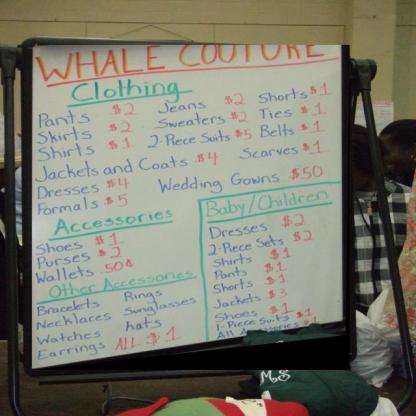 WHALE COUTURE
Clothing
Pants $2 Jeans $2 Shorts $1
Skirts $2 Sweaters $2 Ties $1
Shirts $1 2-Piece Suits $5 Belts $1
Jackets and Coats $4 Scarves $1
Dresses $4 Wedding Gowns $50
Formals $5
Accessories
Shoes $1
Purses $2
Wallets .50¢
Other Accessories
Bracelets Rings
Necklaces Sunglasses
Watches hats
Earrings ALL $1
Baby/Children
Dresses $2
2-Piece Sets $2
Shirts $1
Pants $1
Shorts $1
Jackets $3
Shoes $1
1-Piece Suits $1
All Accessories
MS